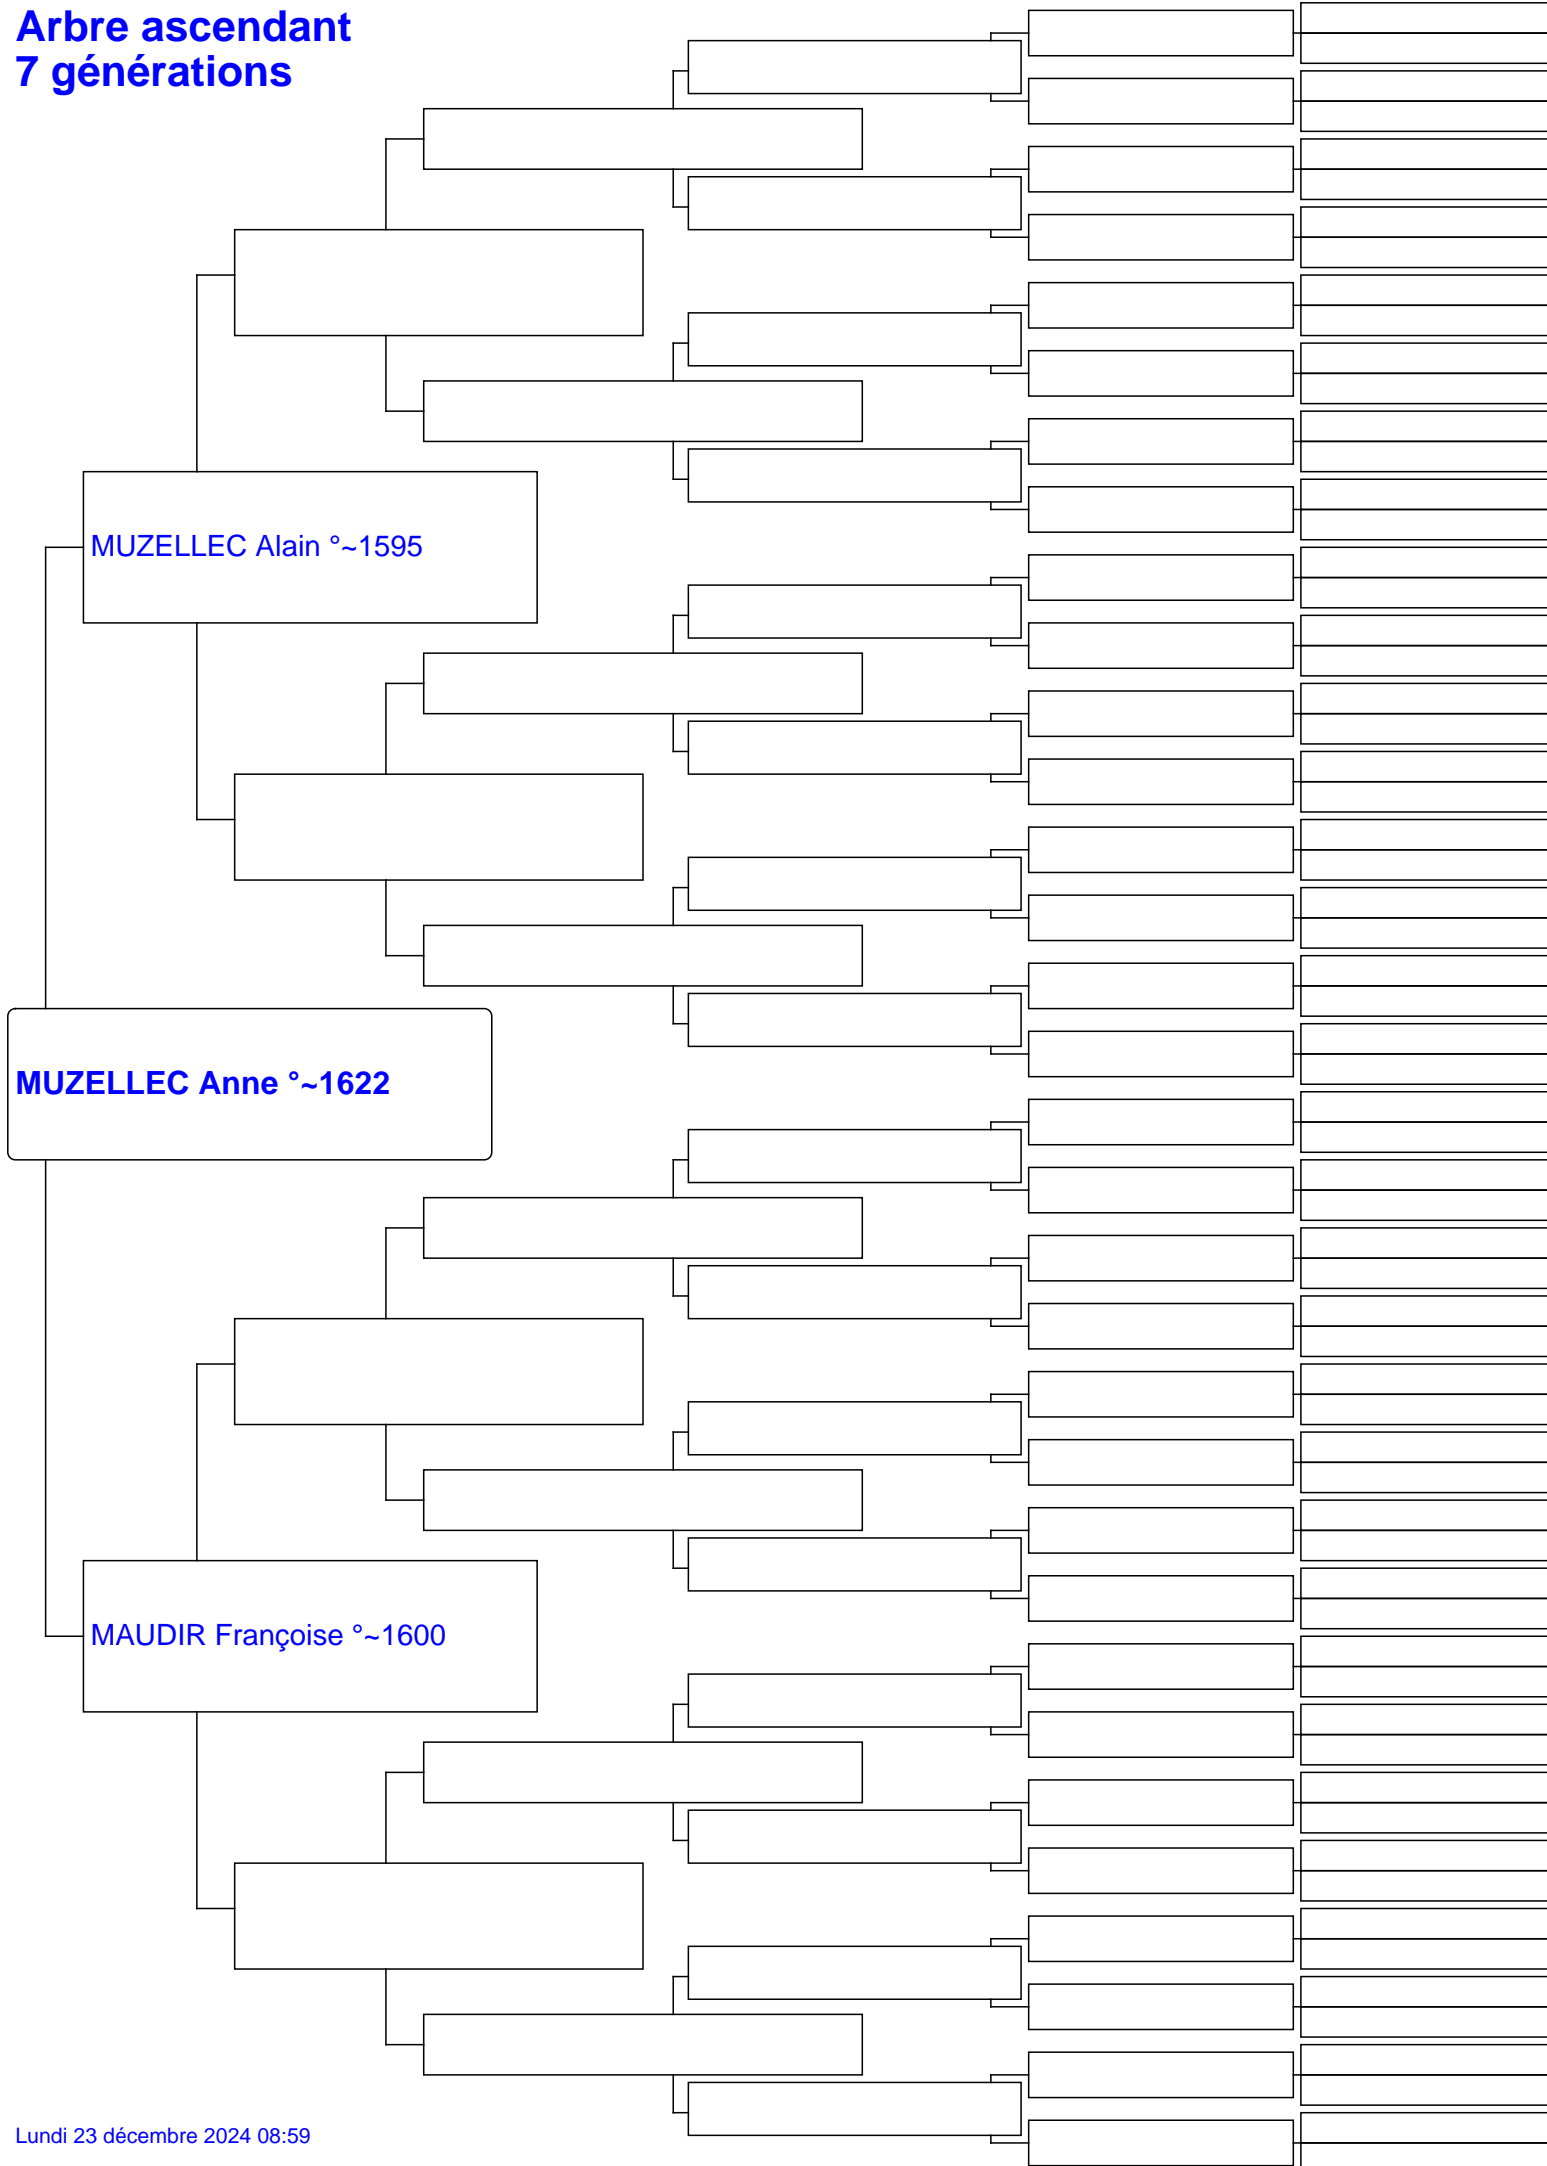 Arbre ascendant
7 générations
MUZELLEC Alain °~1595
MUZELLEC Anne °~1622
MAUDIR Françoise °~1600
Lundi 23 décembre 2024 08:59